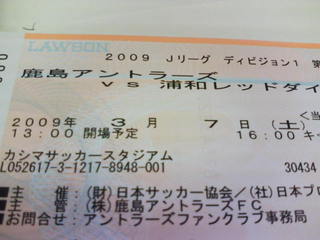 LAWSON
2009 Jリーグ ディビジョン1 第
鹿島アントラーズ
vs 浦和レッドダイ
2009年 3月 7日(土)
13:00 開場予定 16:00キ
カシマサッカースタジアム
L052617-3-1217-8948-001 30434
■主 催:(財)日本サッカー協会/(社)日本プロ
■主 管:(株)鹿島アントラーズFC
■お問合せ:アントラーズファンクラブ事務局